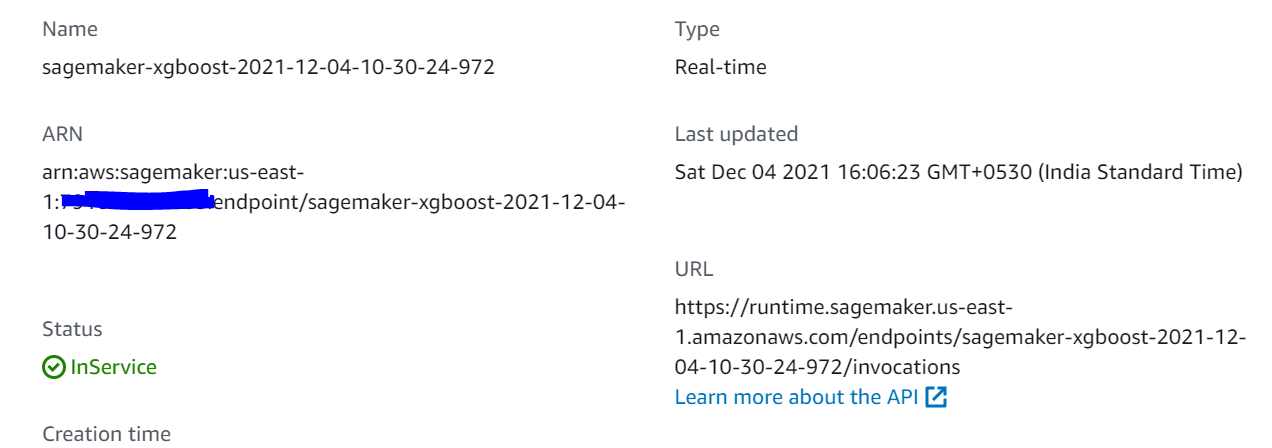 Name
sagemaker-xgboost-2021-12-04-10-30-24-972
ARN
arn:aws:sagemaker:us-east-
1: endpoint/sagemaker-xgboost-2021-12-04-
10-30-24-972
Status
InService
Creation time
Type
Real-time
Last updated
Sat Dec 04 2021 16:06:23 GMT+0530 (India Standard Time)
URL
https://runtime.sagemaker.us-east-
1.amazonaws.com/endpoints/sagemaker-xgboost-2021-12-
04-10-30-24-972/invocations
Learn more about the API